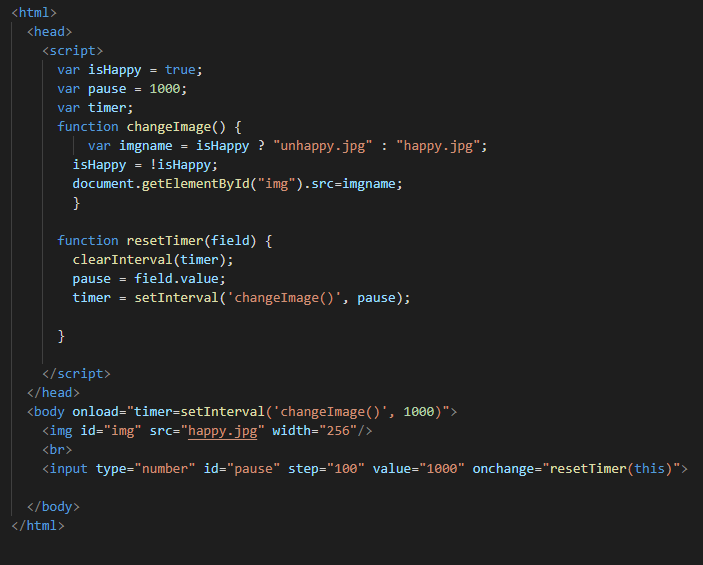 <html>
<head>
<script>
var isHappy = true;
var pause = 1000;
var timer;
function changeImage() {
var imgname = isHappy ? "unhappy.jpg" : "happy.jpg";
isHappy = !isHappy;
document.getElementById("img").src=imgname;
}
function resetTimer(field) {
clearInterval(timer);
pause = field.value;
timer = setInterval('changeImage()', pause);
}
</script>
</head>
<body onload="timer=setInterval('changeImage()', 1000)">
<img id="img" src="happy.jpg" width="256"/>
<br>
<input type="number" id="pause" step="100" value="1000" onchange="resetTimer(this)">
</body>
</html>